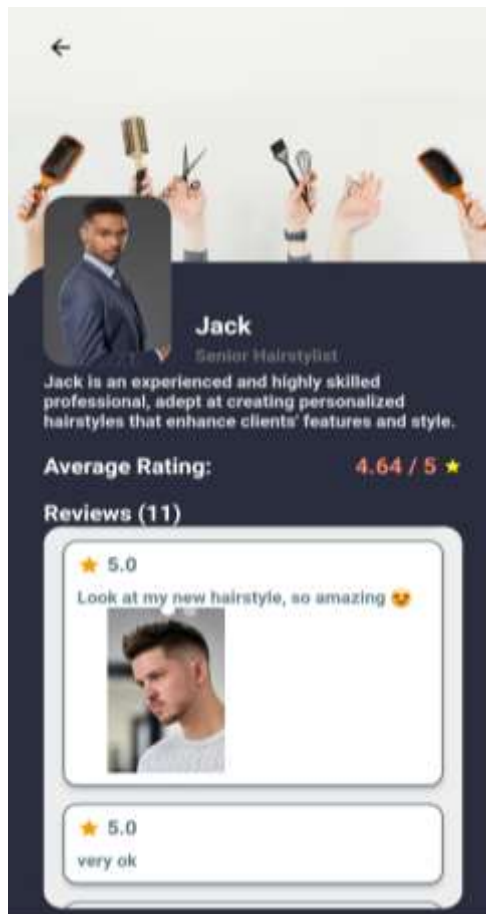 Jack
Senior Hairstylist
Jack is an experienced and highly skilled
professional, adept at creating personalized
hairstyles that enhance clients' features and style.
Average Rating: 4.64 / 5 ★
Reviews (11)
★ 5.0
Look at my new hairstyle, so amazing 😍
★ 5.0
very ok